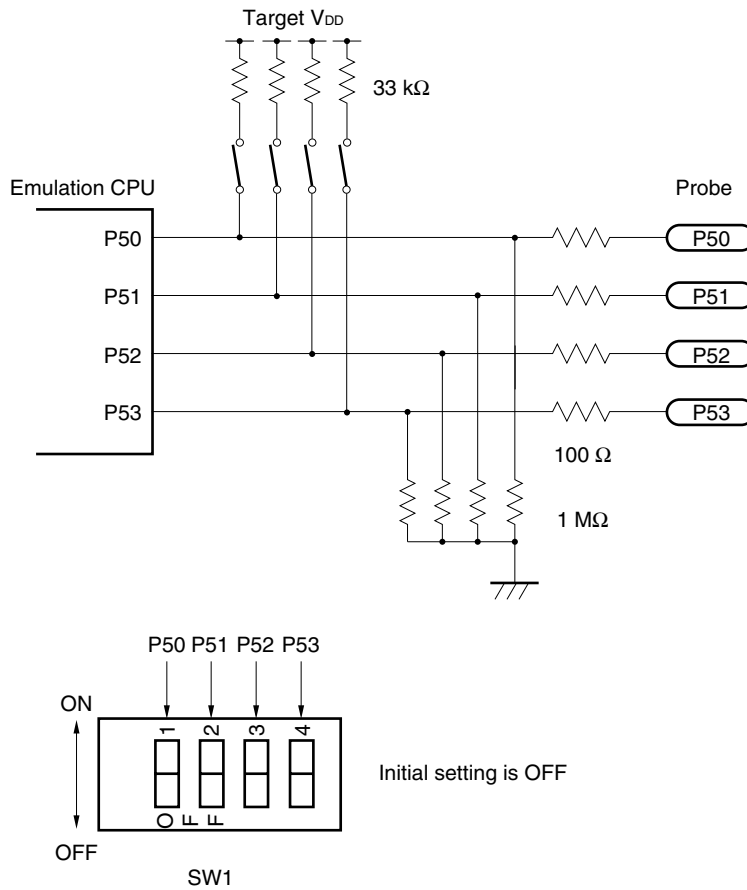 Target VDD
33 kΩ
Emulation CPU
Probe
P50
P50
P51
P51
P52
P52
P53
P53
100 Ω
1 MΩ
P50 P51 P52 P53
ON
1 2 3 4
Initial setting is OFF
O F F
OFF
SW1